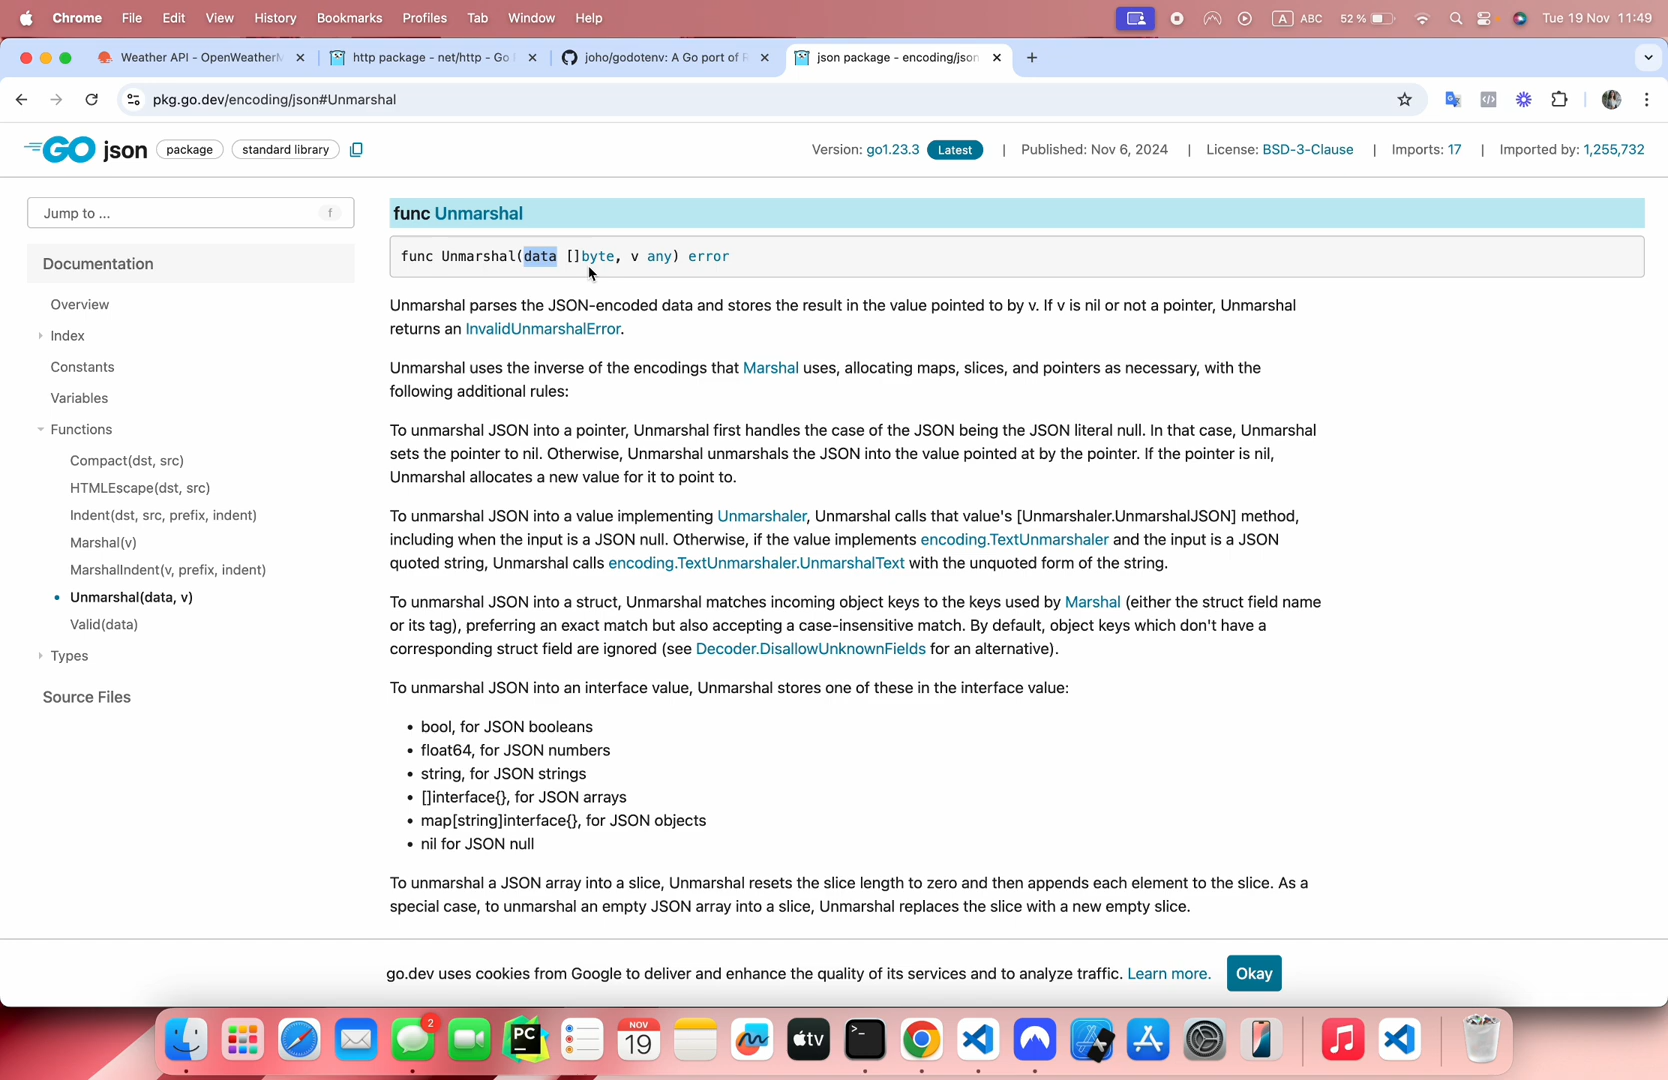 Chrome File Edit View History Bookmarks Profiles Tab Window Help A ABC 52 % Tue 19 Nov 11:49
Weather API - OpenWeatherM http package - net/http - Go joho/godotenv: A Go port of R json package - encoding/json
pkg.go.dev/encoding/json#Unmarshal
GO json package standard library Version: go1.23.3 Latest | Published: Nov 6, 2024 | License: BSD-3-Clause | Imports: 17 | Imported by: 1,255,732
Jump to ... f
Documentation
Overview
Index
Constants
Variables
Functions
Compact(dst, src)
HTMLEscape(dst, src)
Indent(dst, src, prefix, indent)
Marshal(v)
MarshalIndent(v, prefix, indent)
Unmarshal(data, v)
Valid(data)
Types
Source Files
func Unmarshal
func Unmarshal(data []byte, v any) error
Unmarshal parses the JSON-encoded data and stores the result in the value pointed to by v. If v is nil or not a pointer, Unmarshal
returns an InvalidUnmarshalError.
Unmarshal uses the inverse of the encodings that Marshal uses, allocating maps, slices, and pointers as necessary, with the
following additional rules:
To unmarshal JSON into a pointer, Unmarshal first handles the case of the JSON being the JSON literal null. In that case, Unmarshal
sets the pointer to nil. Otherwise, Unmarshal unmarshals the JSON into the value pointed at by the pointer. If the pointer is nil,
Unmarshal allocates a new value for it to point to.
To unmarshal JSON into a value implementing Unmarshaler, Unmarshal calls that value's [Unmarshaler.UnmarshalJSON] method,
including when the input is a JSON null. Otherwise, if the value implements encoding.TextUnmarshaler and the input is a JSON
quoted string, Unmarshal calls encoding.TextUnmarshaler.UnmarshalText with the unquoted form of the string.
To unmarshal JSON into a struct, Unmarshal matches incoming object keys to the keys used by Marshal (either the struct field name
or its tag), preferring an exact match but also accepting a case-insensitive match. By default, object keys which don't have a
corresponding struct field are ignored (see Decoder.DisallowUnknownFields for an alternative).
To unmarshal JSON into an interface value, Unmarshal stores one of these in the interface value:
• bool, for JSON booleans
• float64, for JSON numbers
• string, for JSON strings
• []interface{}, for JSON arrays
• map[string]interface{}, for JSON objects
• nil for JSON null
To unmarshal a JSON array into a slice, Unmarshal resets the slice length to zero and then appends each element to the slice. As a
special case, to unmarshal an empty JSON array into a slice, Unmarshal replaces the slice with a new empty slice.
go.dev uses cookies from Google to deliver and enhance the quality of its services and to analyze traffic. Learn more. Okay
2 PC NOV 19 tv